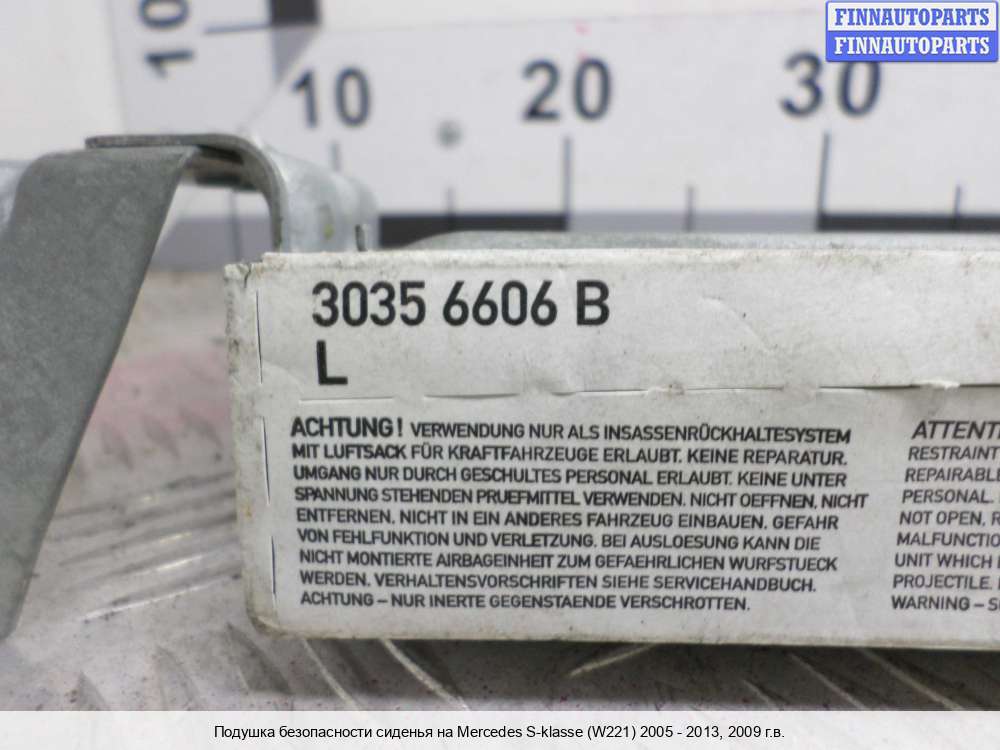 FINNAUTOPARTS
FINNAUTOPARTS
10
10 20 30
3035 6606 B
L
ACHTUNG! VERWENDUNG NUR ALS INSASSENRÜCKHALTESYSTEM
MIT LUFTSACK FÜR KRAFTFAHRZEUGE ERLAUBT. KEINE REPARATUR.
UMGANG NUR DURCH GESCHULTES PERSONAL ERLAUBT. KEINE UNTER
SPANNUNG STEHENDEN PRUEFMITTEL VERWENDEN. NICHT OEFFNEN, NICHT
ENTFERNEN, NICHT IN EIN ANDERES FAHRZEUG EINBAUEN. GEFAHR
VON FEHLFUNKTION UND VERLETZUNG. BEI AUSLOESUNG KANN DIE
NICHT MONTIERTE AIRBAGEINHEIT ZUM GEFAEHRLICHEN WURFSTUECK
WERDEN. VERHALTENSVORSCHRIFTEN SIEHE SERVICEHANDBUCH.
ACHTUNG – NUR INERTE GEGENSTAENDE VERSCHROTTEN.
ATTENTI
RESTRAINT
REPAIRABLE
PERSONAL.
NOT OPEN, R
MALFUNCTIO
UNIT WHICH
PROJECTILE.
WARNING – S
Подушка безопасности сиденья на Mercedes S-klasse (W221) 2005 - 2013, 2009 г.в.